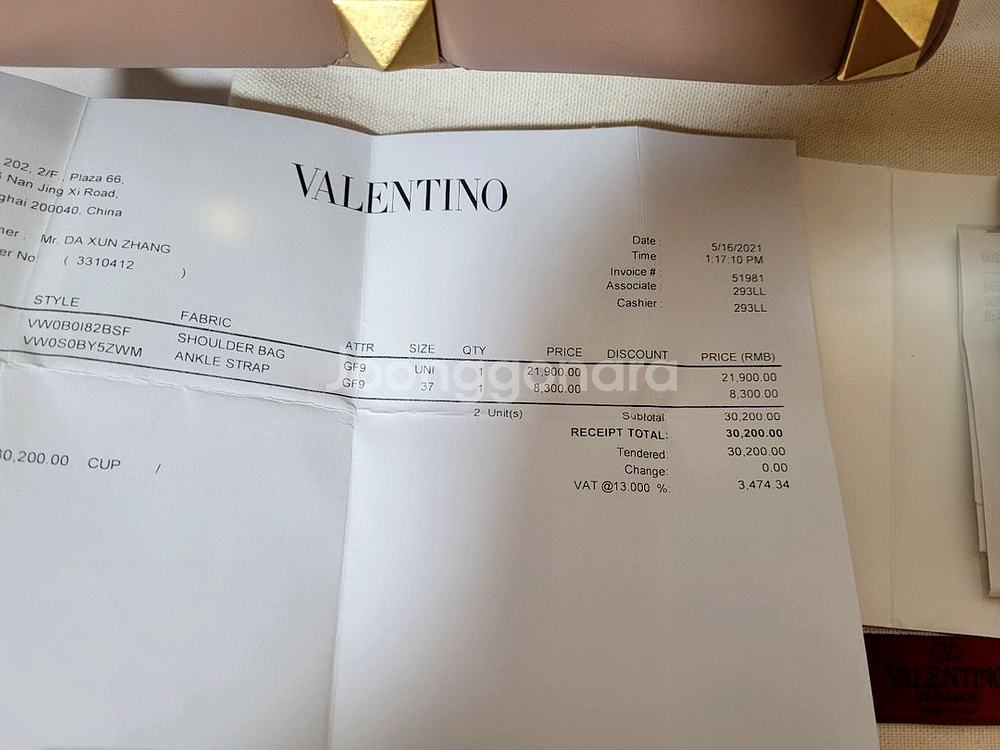 202, 2/F., Plaza 66,
Nan Jing Xi Road,
ghai 200040, China
VALENTINO
ner : Mr. DA XUN ZHANG
er No. ( 3310412 )
Date : 5/16/2021
Time : 1:17:10 PM
Invoice # : 51981
Associate : 293LL
Cashier : 293LL
STYLE FABRIC ATTR SIZE QTY PRICE DISCOUNT PRICE (RMB)
VW0B0I82BSF SHOULDER BAG GF9 UNI 1 21,900.00 21,900.00
VW0S0BY5ZWM ANKLE STRAP GF9 37 1 8,300.00 8,300.00
Joonggonara
2 Unit(s) Subtotal: 30,200.00
RECEIPT TOTAL: 30,200.00
Tendered: 30,200.00
Change: 0.00
VAT @13.000 %: 3,474.34
30,200.00 CUP /
VALENTINO
GARAVANI